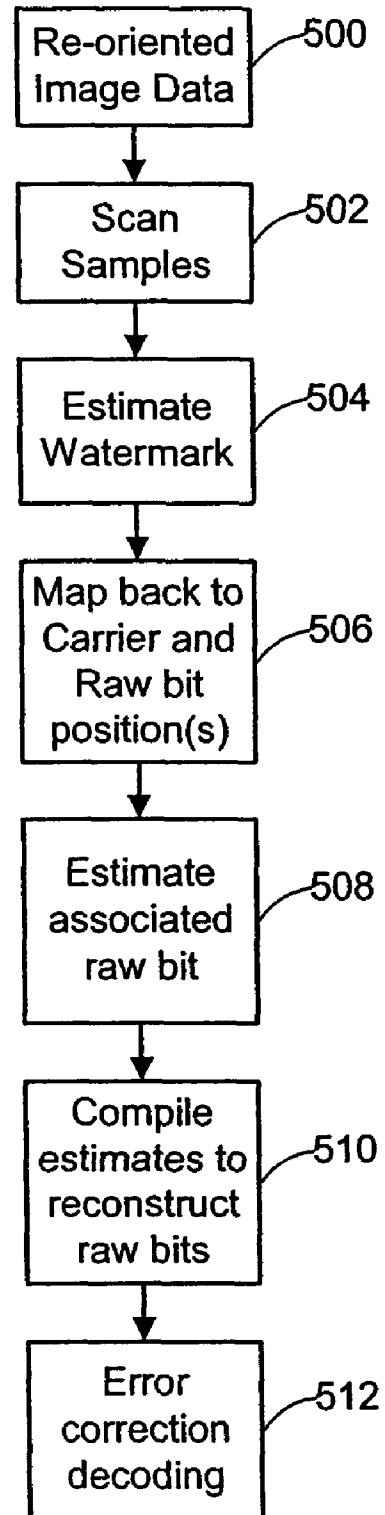 Re-oriented
Image Data
500
Scan
Samples
502
Estimate
Watermark
504
Map back to
Carrier and
Raw bit
position(s)
506
Estimate
associated
raw bit
508
Compile
estimates to
reconstruct
raw bits
510
Error
correction
decoding
512